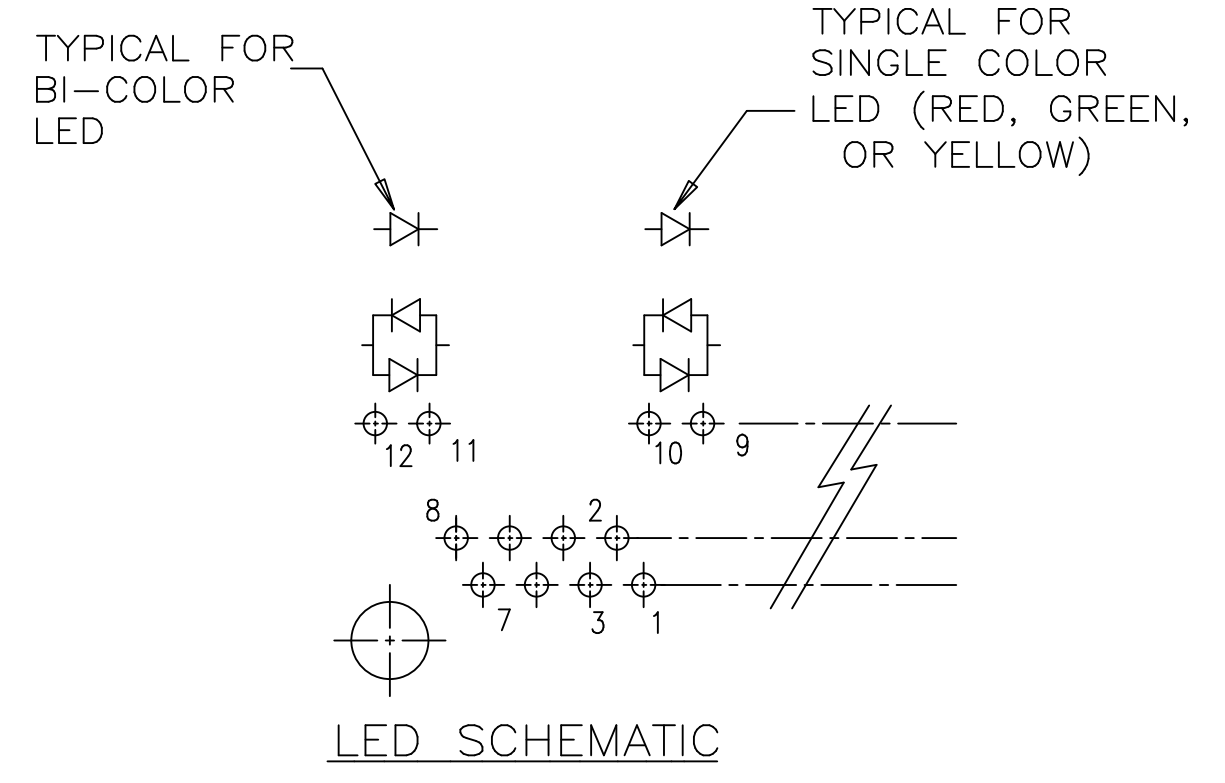 TYPICAL FOR
BI-COLOR
LED
TYPICAL FOR
SINGLE COLOR
LED (RED, GREEN,
OR YELLOW)
12 11 10 9
8 2
7 3 1
LED SCHEMATIC